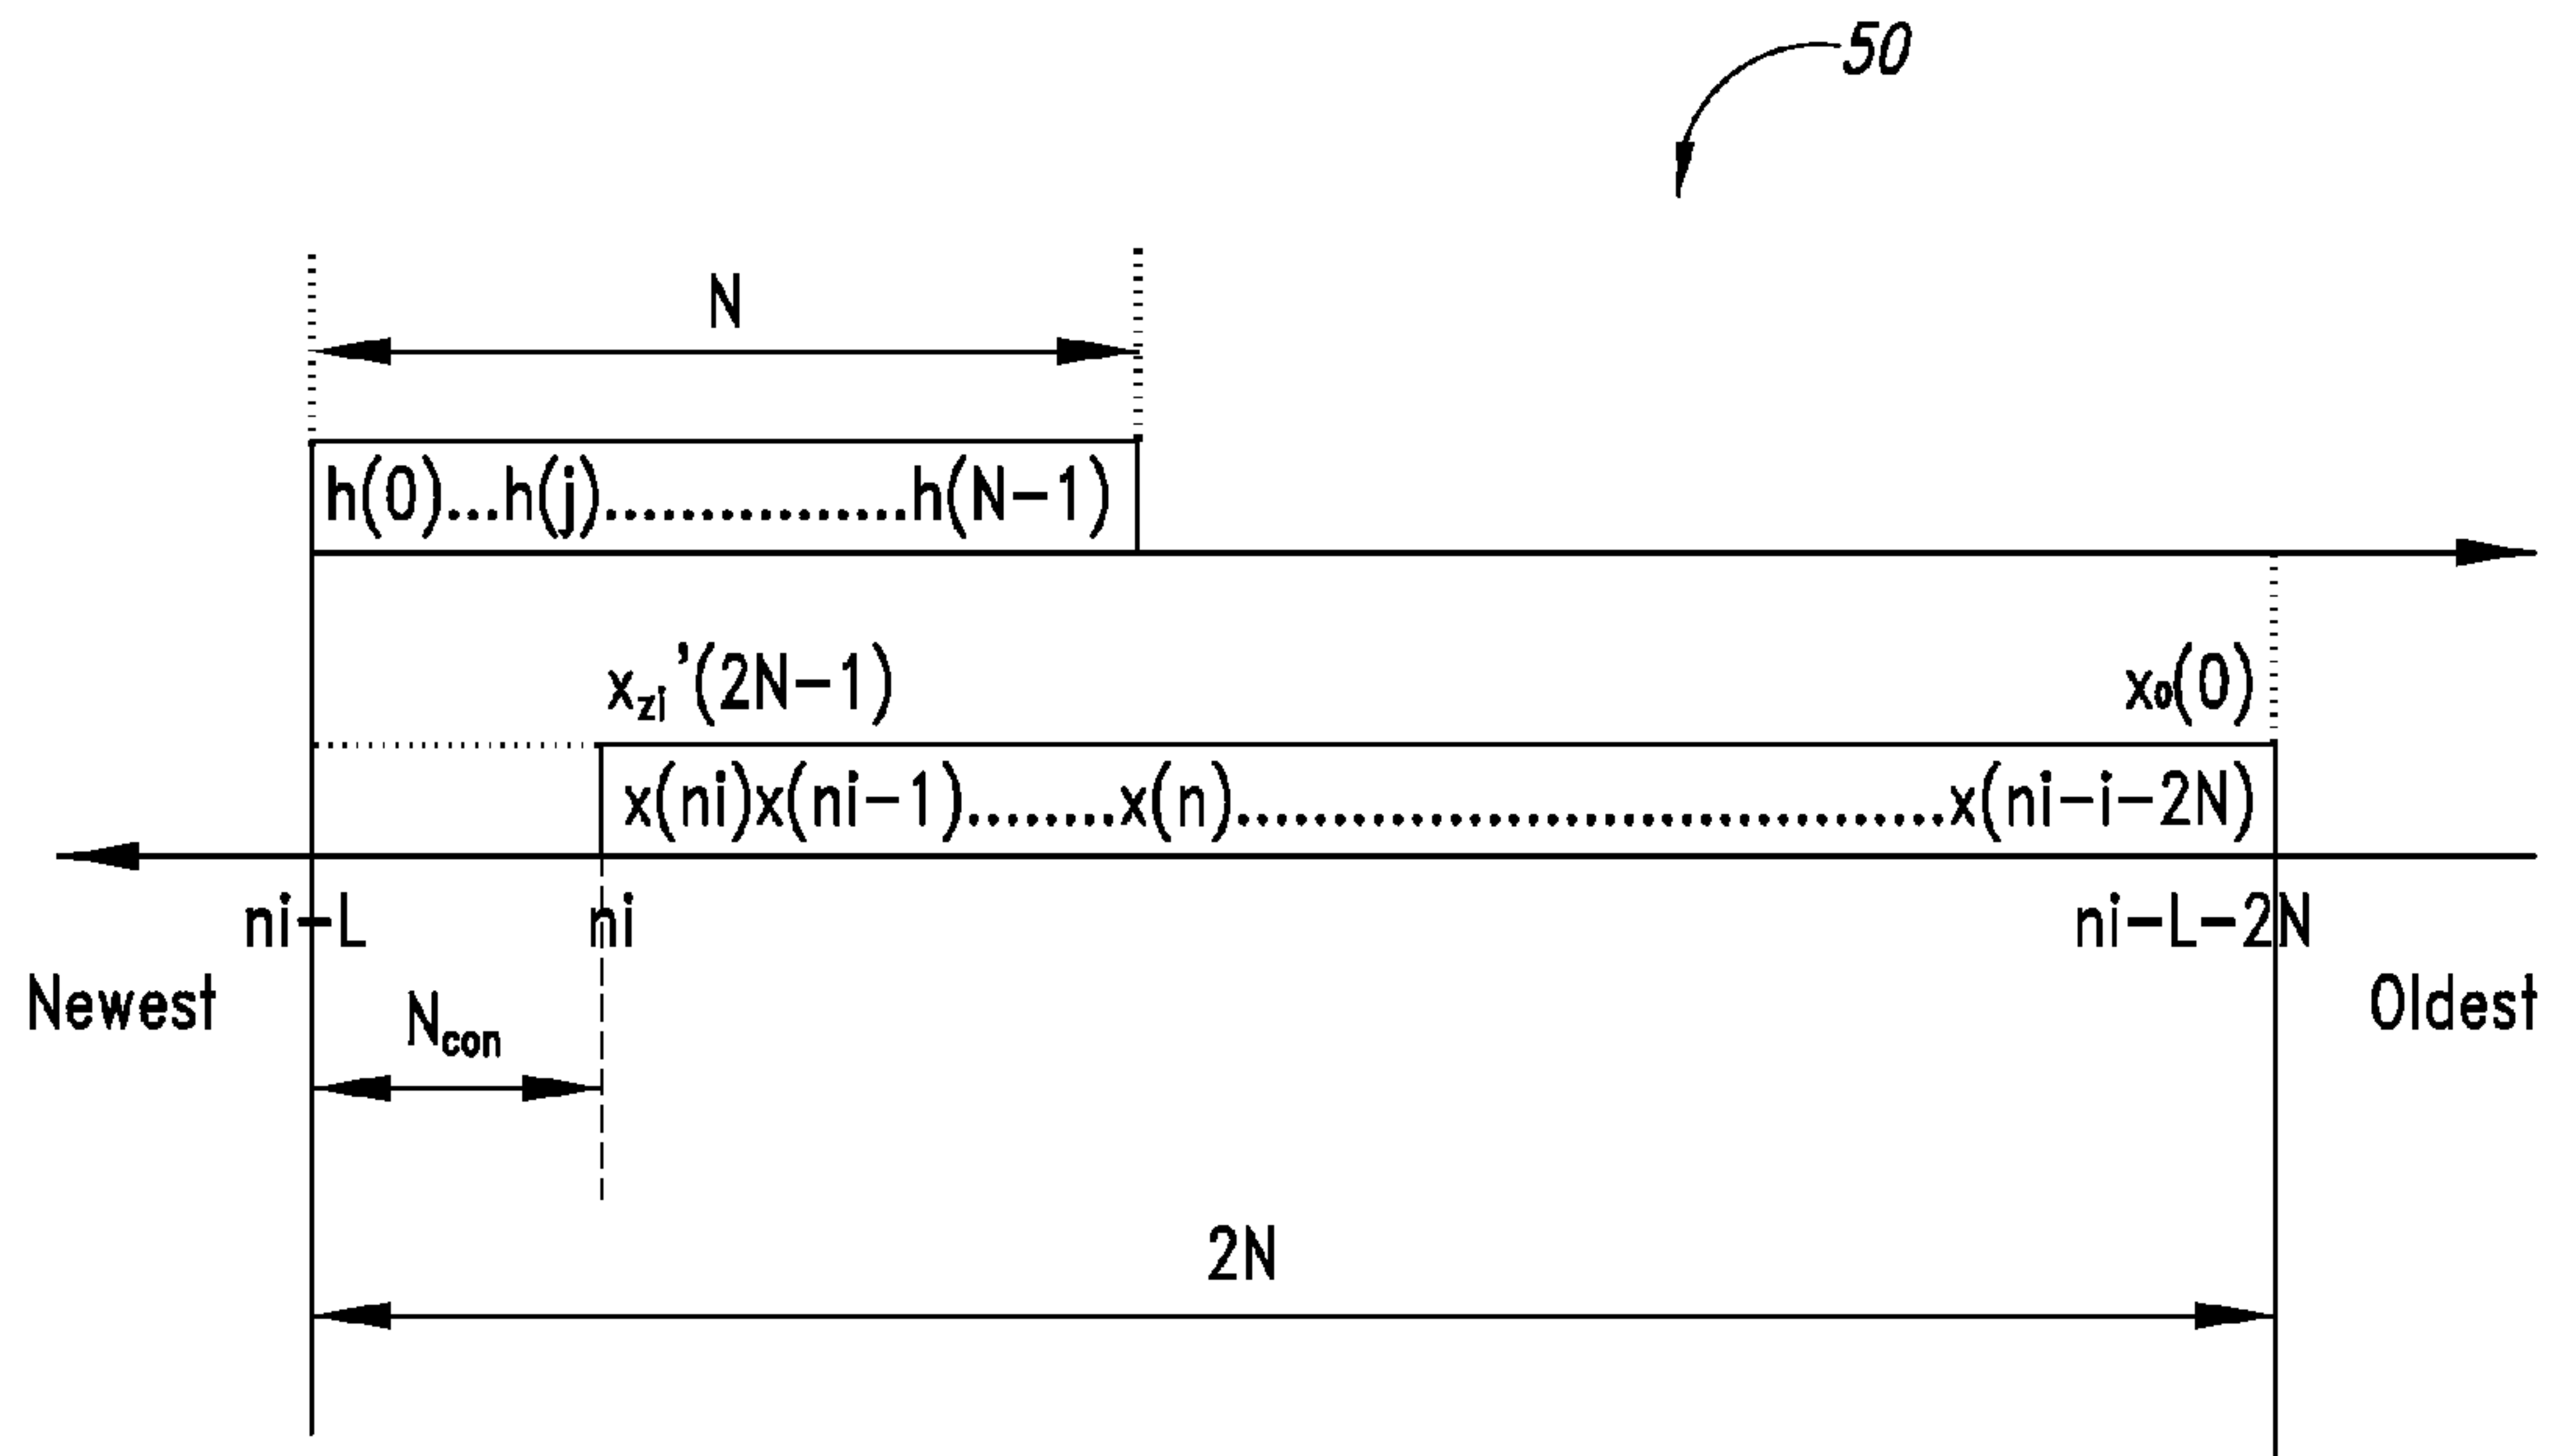 50
N
h(0)...h(j)................h(N-1)
xzi'(2N-1)
x0(0)
x(ni)x(ni-1)........x(n).....................................x(ni-i-2N)
ni-L
ni
ni-L-2N
Newest
Oldest
Ncon
2N